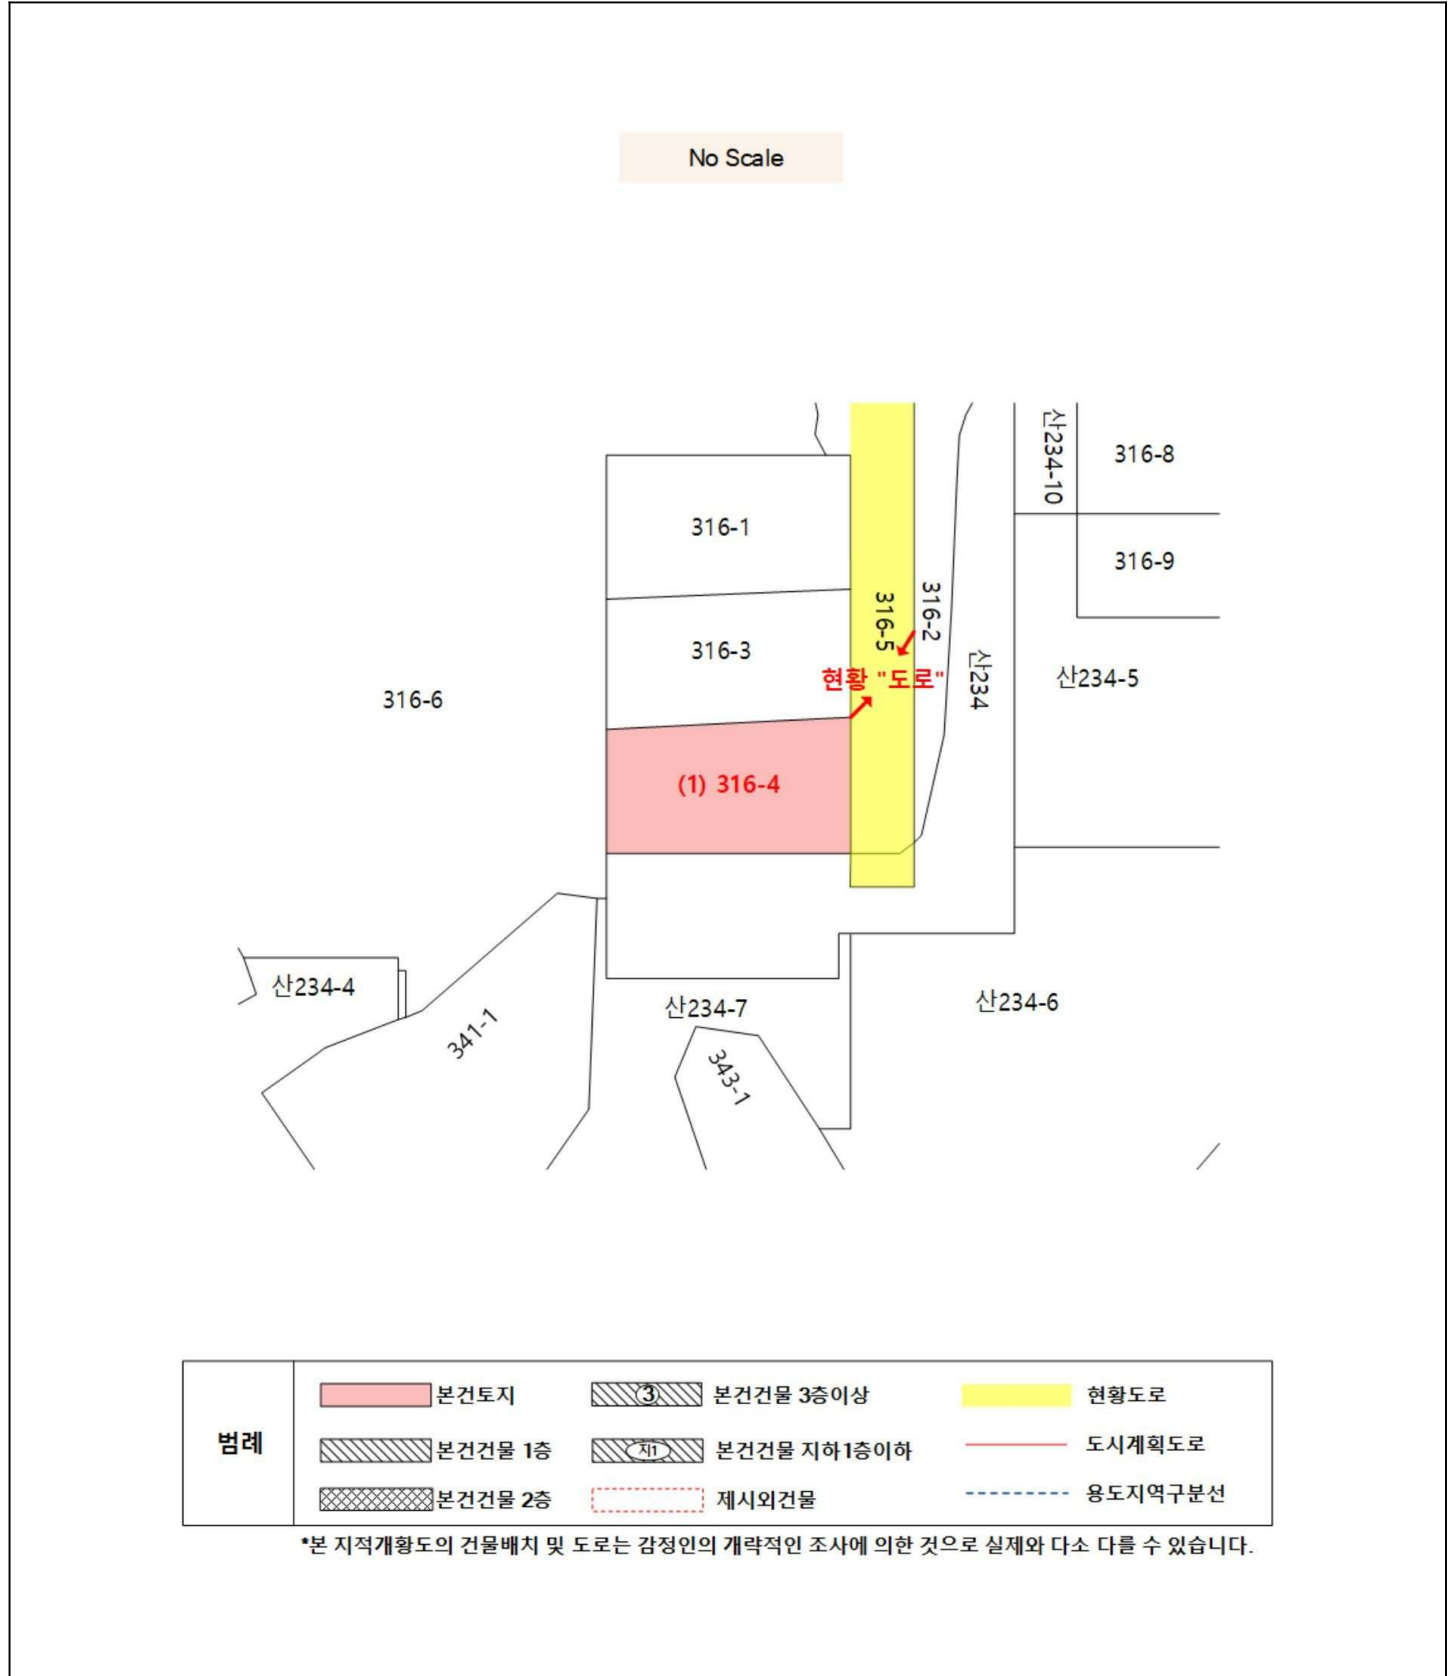 No Scale
산234-10
316-8
316-1
316-9
316-5
316-2
316-3
산234
산234-5
현황 "도로"
316-6
(1) 316-4
산234-4
산234-7
산234-6
341-1
343-1
범례
본건토지
3
본건건물 3층이상
현황도로
본건건물 1층
지1
본건건물 지하1층이하
도시계획도로
본건건물 2층
제시외건물
용도지역구분선
*본 지적개황도의 건물배치 및 도로는 감정인의 개략적인 조사에 의한 것으로 실제와 다소 다를 수 있습니다.